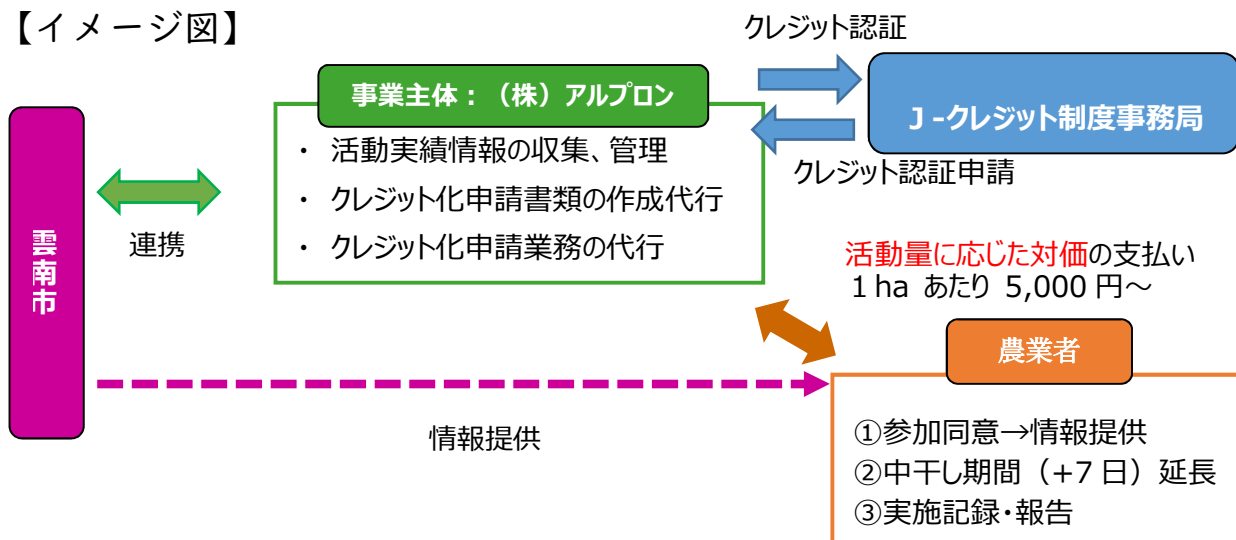 【イメージ図】
クレジット認証
事業主体:(株)アルプロン
J-クレジット制度事務局
・ 活動実績情報の収集、管理
・ クレジット化申請書類の作成代行
・ クレジット化申請業務の代行
クレジット認証申請
雲南市
連携
活動量に応じた対価の支払い
1ha あたり 5,000 円~
農業者
情報提供
①参加同意→情報提供
②中干し期間(+7 日)延長
③実施記録・報告